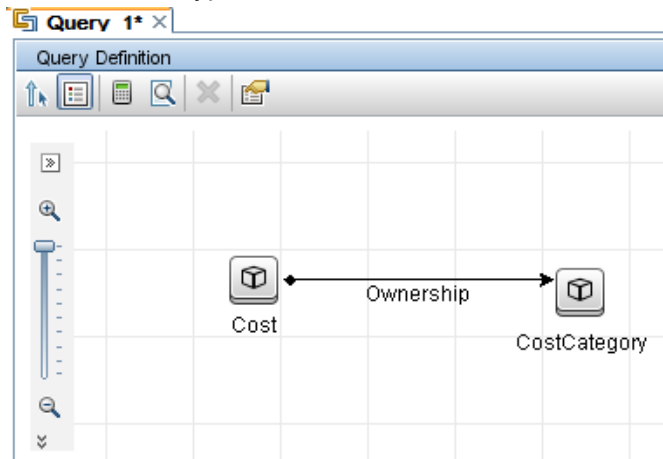 Query 1*
Query Definition
Ownership
Cost
CostCategory